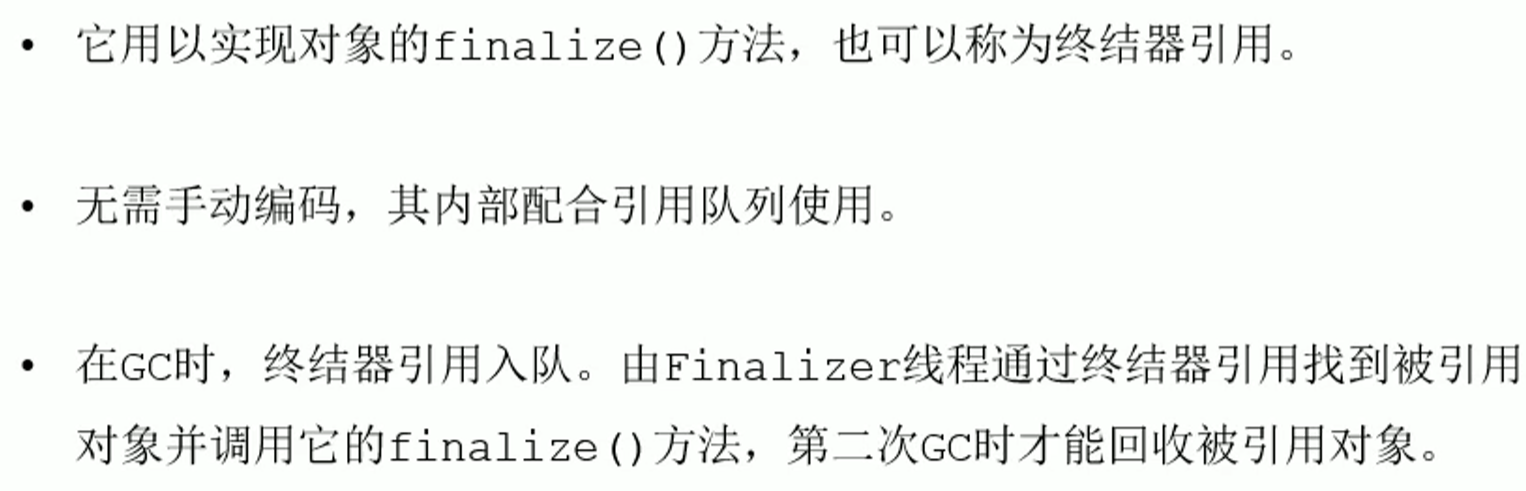 • 它用以实现对象的finalize()方法，也可以称为终结器引用。
• 无需手动编码，其内部配合引用队列使用。
• 在GC时，终结器引用入队。由Finalizer线程通过终结器引用找到被引用
对象并调用它的finalize()方法，第二次GC时才能回收被引用对象。